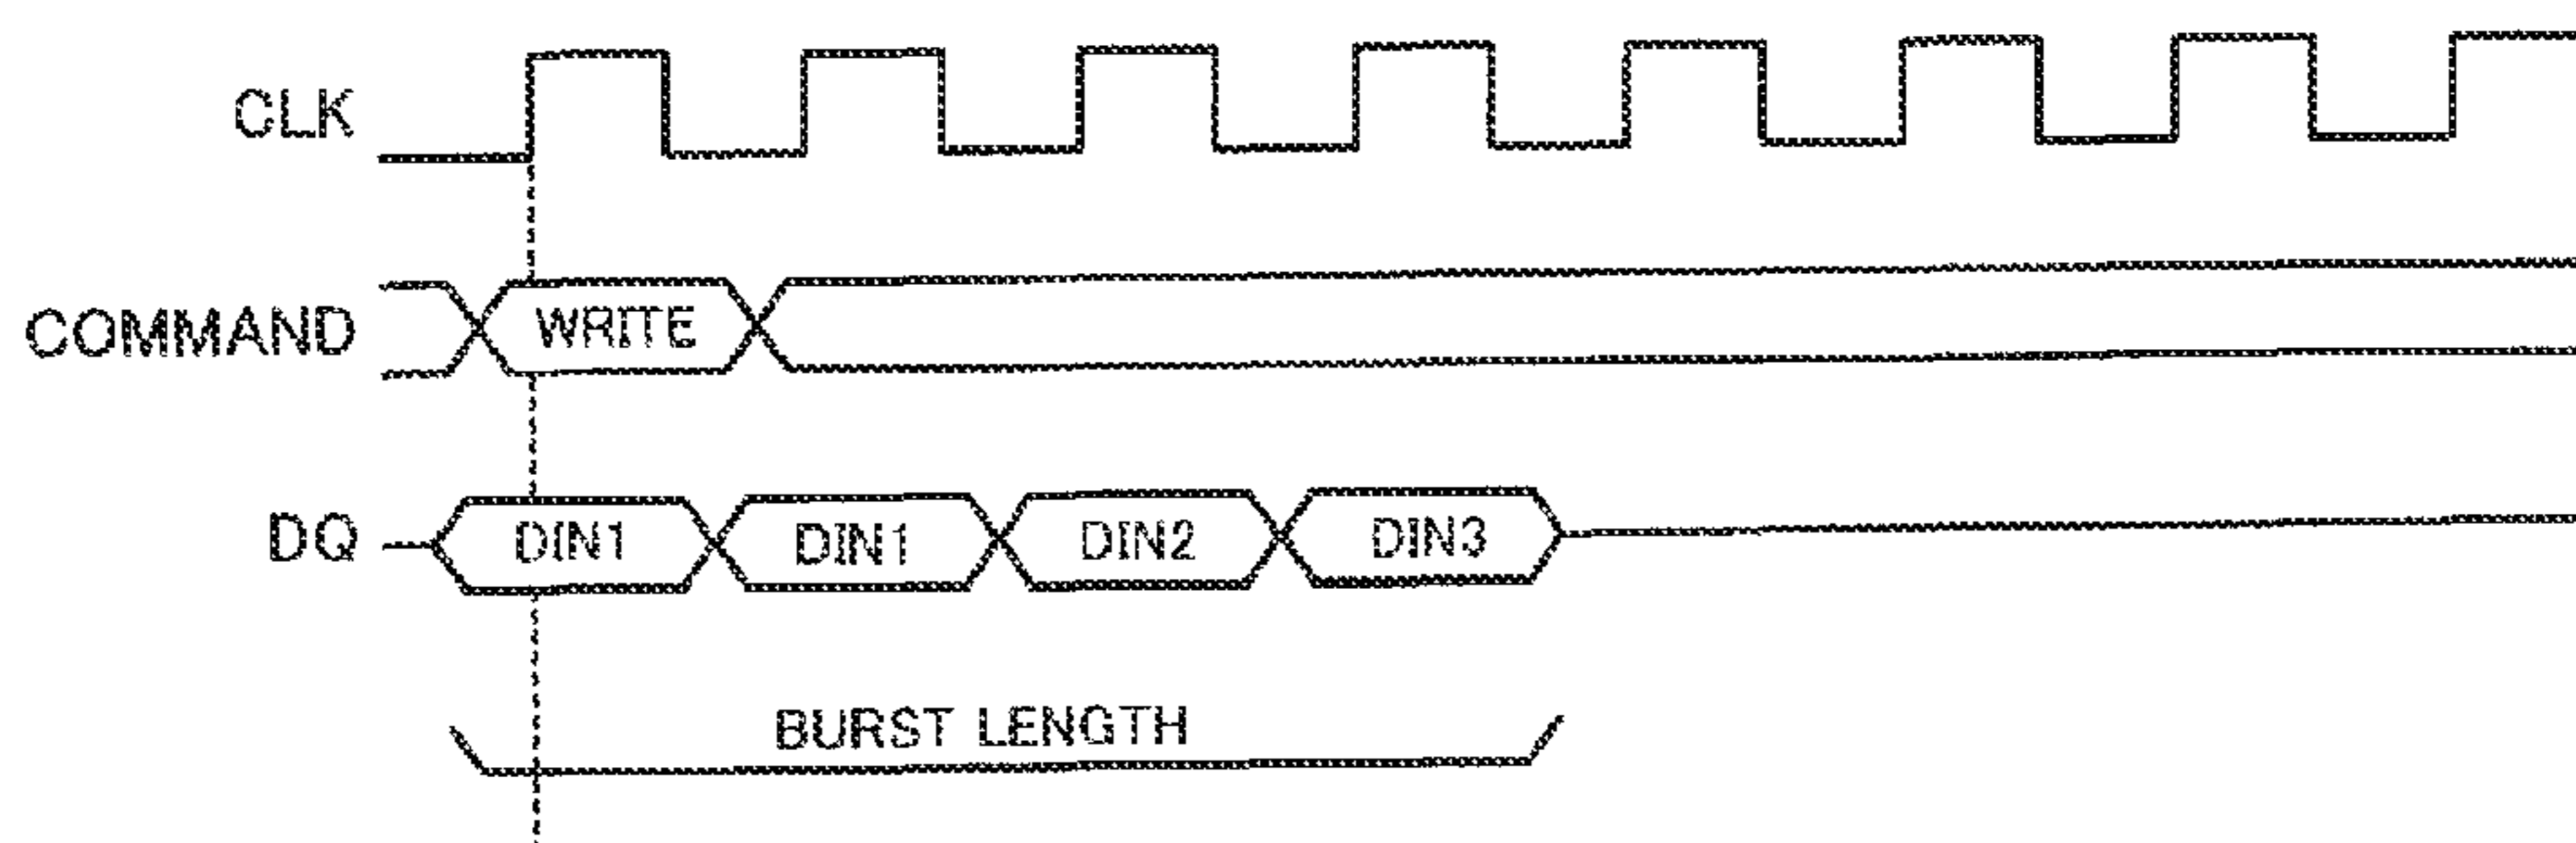 CLK
COMMAND WRITE
DQ DIN1 DIN1 DIN2 DIN3
BURST LENGTH